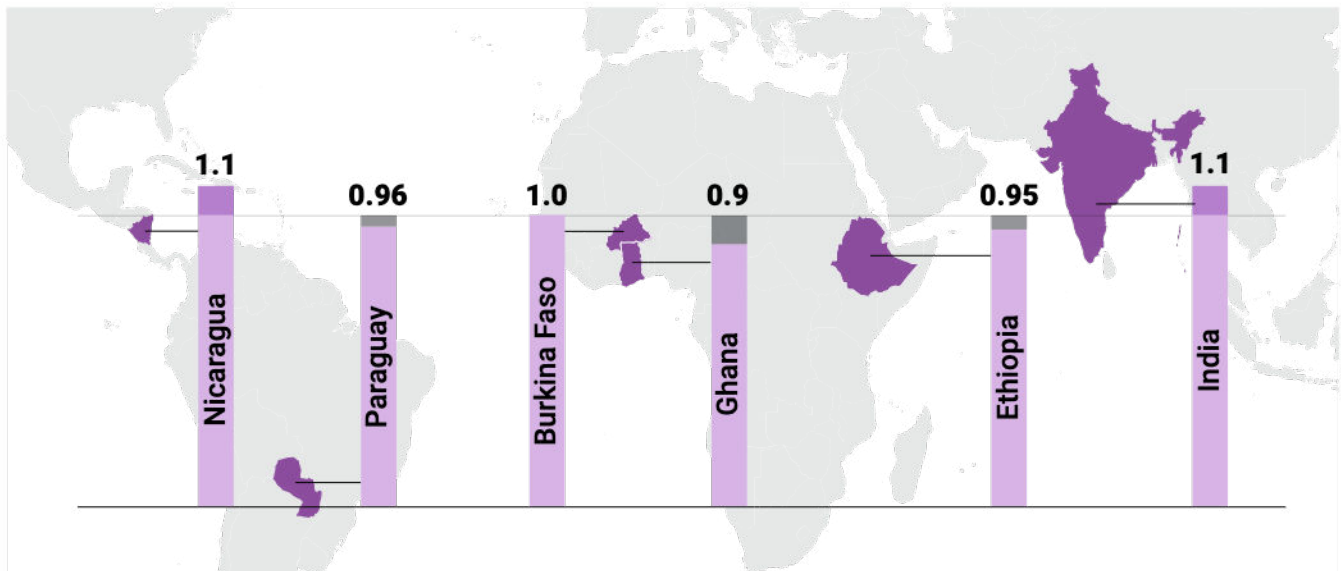 1.1
0.96
1.0
0.9
0.95
1.1
Nicaragua
Paraguay
Burkina Faso
Ghana
Ethiopia
India